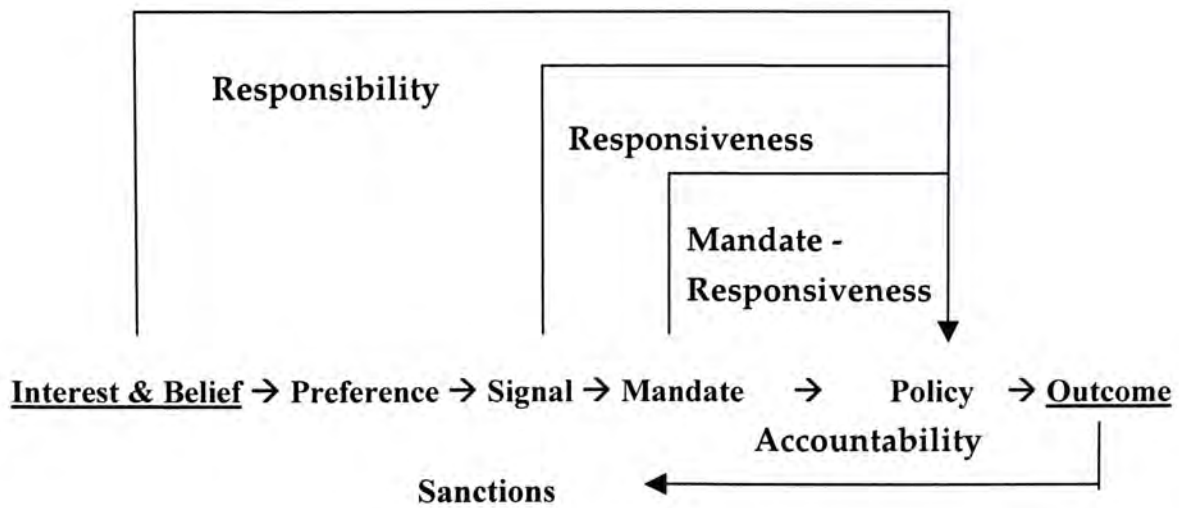 Responsibility
Responsiveness
Mandate -
Responsiveness
Interest & Belief → Preference → Signal → Mandate → Policy → Outcome
Accountability
Sanctions